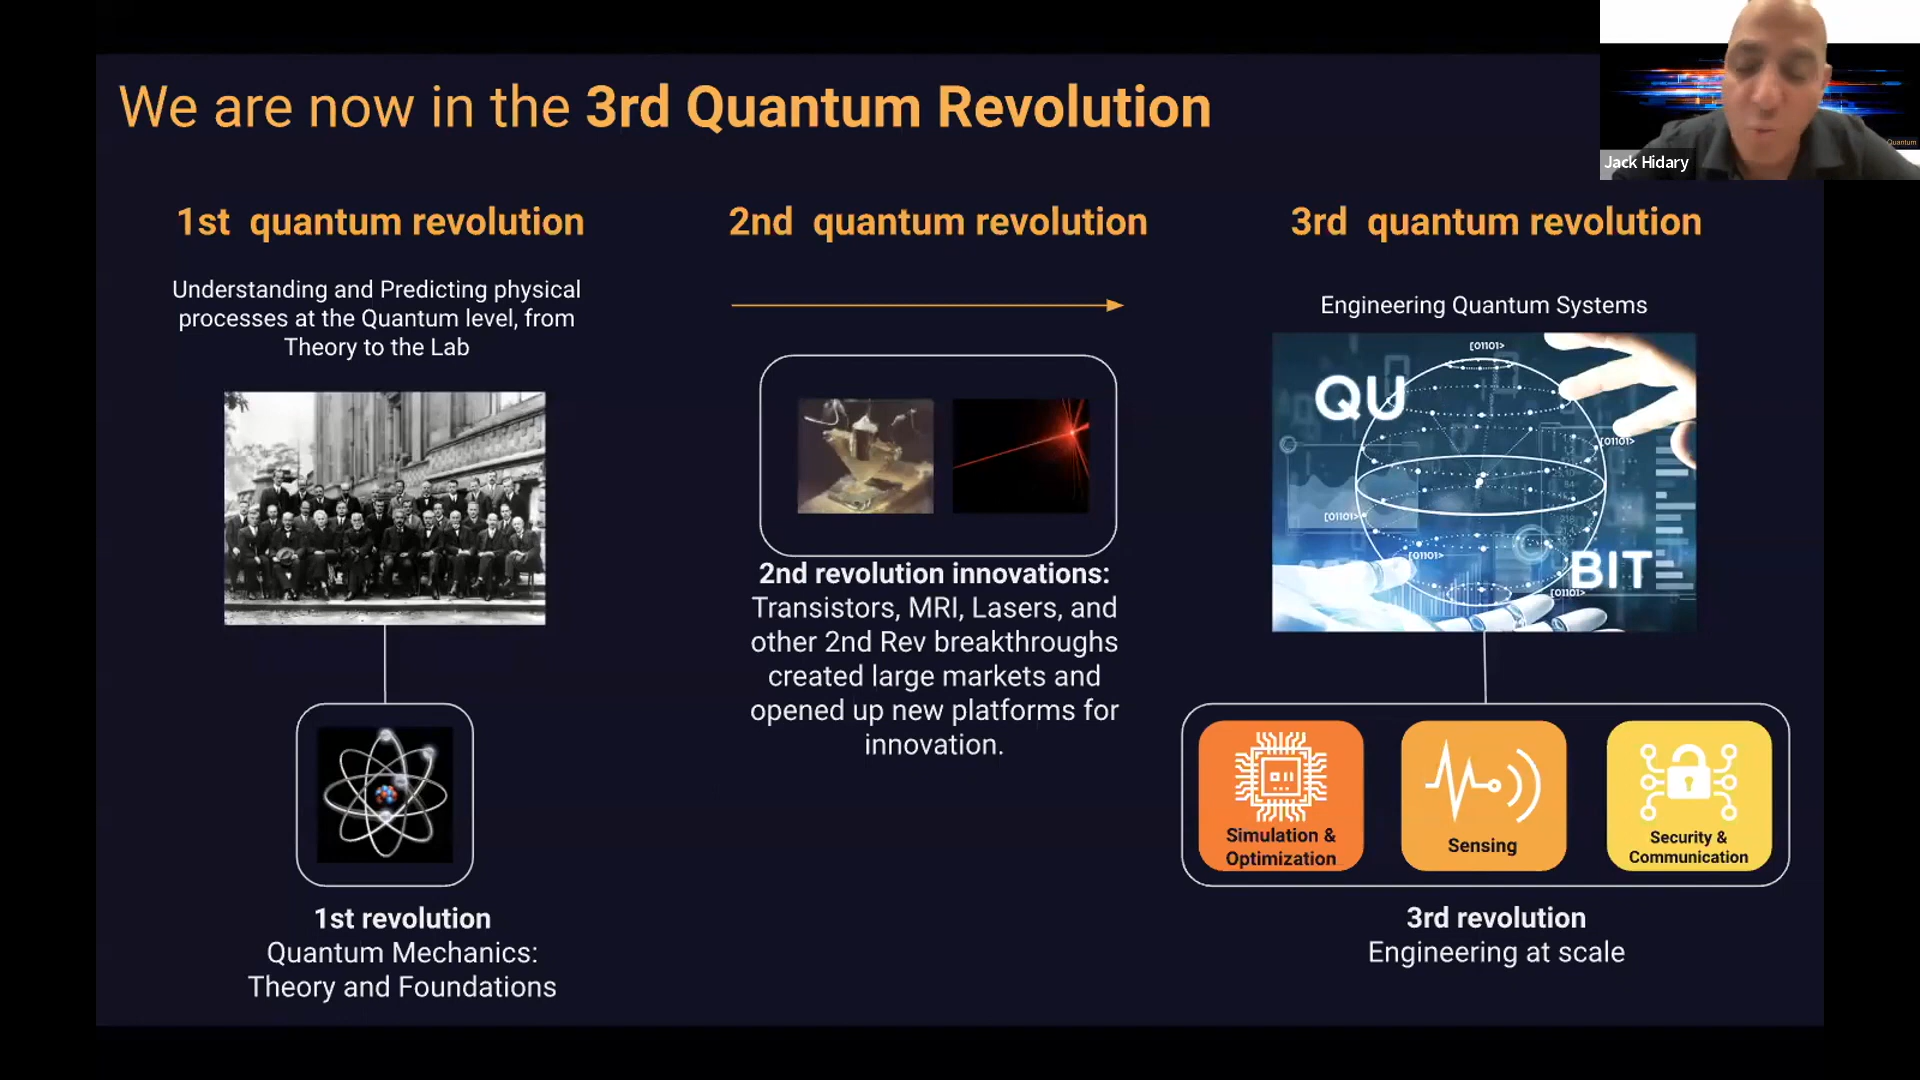 We are now in the 3rd Quantum Revolution
Quantum
Jack Hidary
1st quantum revolution
Understanding and Predicting physical
processes at the Quantum level, from
Theory to the Lab
1st revolution
Quantum Mechanics:
Theory and Foundations
2nd quantum revolution
2nd revolution innovations:
Transistors, MRI, Lasers, and
other 2nd Rev breakthroughs
created large markets and
opened up new platforms for
innovation.
3rd quantum revolution
Engineering Quantum Systems
[01101>
QU
[01101>
[01101>
[01101>
BIT
[01101>
Simulation &
Optimization
Sensing
Security &
Communication
3rd revolution
Engineering at scale